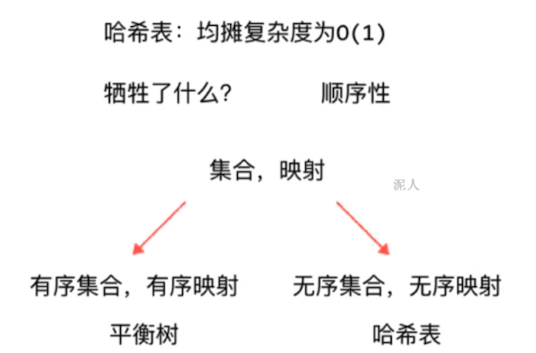 哈希表：均摊复杂度为O(1)
牺牲了什么？ 顺序性
集合，映射
泥人
有序集合，有序映射 无序集合，无序映射
平衡树 哈希表